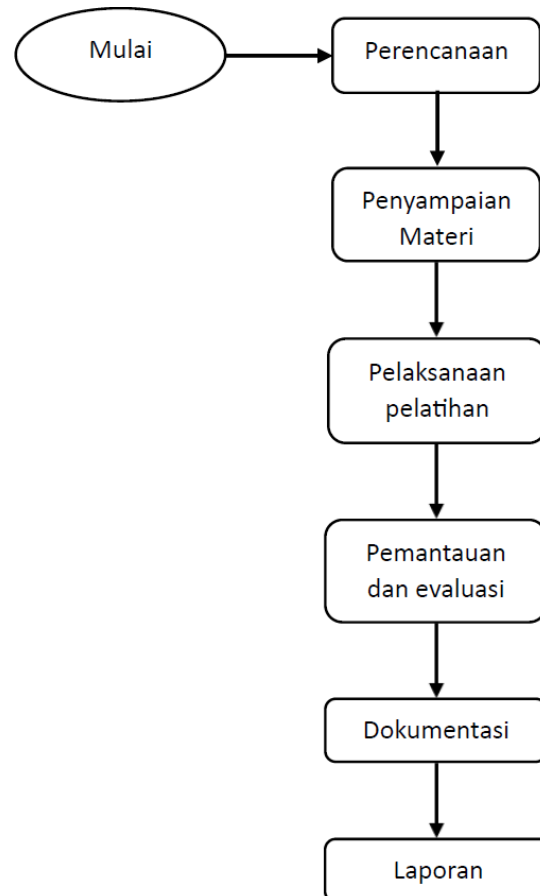 Mulai
Perencanaan
Penyampaian
Materi
Pelaksanaan
pelatihan
Pemantauan
dan evaluasi
Dokumentasi
Laporan